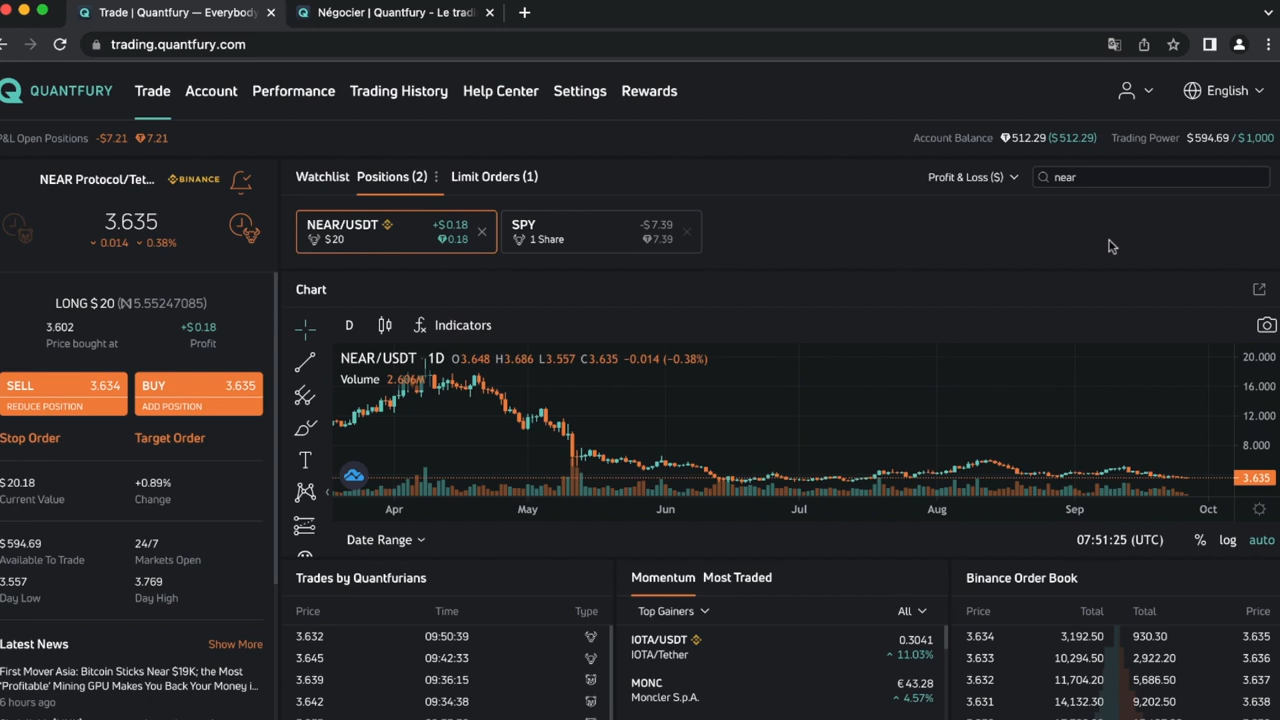 Trade | Quantfury — Everybody
Négocier | Quantfury - Le tradi
trading.quantfury.com
QUANTFURY Trade Account Performance Trading History Help Center Settings Rewards English
P&L Open Positions -$7.21 7.21 Account Balance 512.29 ($512.29) Trading Power $594.69 / $1,000
NEAR Protocol/Tet... BINANCE
3.635
0.014 0.38%
LONG $20 (5.55247085)
3.602 +$0.18
Price bought at Profit
SELL 3.634 BUY 3.635
REDUCE POSITION ADD POSITION
Stop Order Target Order
$20.18 +0.89%
Current Value Change
$594.69 24/7
Available To Trade Markets Open
3.557 3.769
Day Low Day High
Latest News Show More
First Mover Asia: Bitcoin Sticks Near $19K; the Most
'Profitable' Mining GPU Makes You Back Your Money i...
6 hours ago
Watchlist Positions (2) Limit Orders (1) Profit & Loss ($) near
NEAR/USDT +$0.18
$20 0.18
SPY -$7.39
1 Share 7.39
Chart
D Indicators
NEAR/USDT 1D O3.648 H3.686 L3.557 C3.635 -0.014 (-0.38%)
Volume 2.606M
20.000
16.000
12.000
8.000
3.635
Apr May Jun Jul Aug Sep Oct
Date Range 07:51:25 (UTC) % log auto
Trades by Quantfurians
Price Time Type
3.632 09:50:39
3.645 09:42:33
3.639 09:36:15
3.642 09:34:38
Momentum Most Traded
Top Gainers All
IOTA/USDT 0.3041
IOTA/Tether 11.03%
MONC €43.28
Moncler S.p.A. 4.57%
Binance Order Book
Price Total Total Price
3.634 3,192.50 930.30 3.635
3.633 10,294.50 2,922.20 3.636
3.632 11,704.20 5,686.50 3.637
3.631 13,432.30 9,202.50 3.638